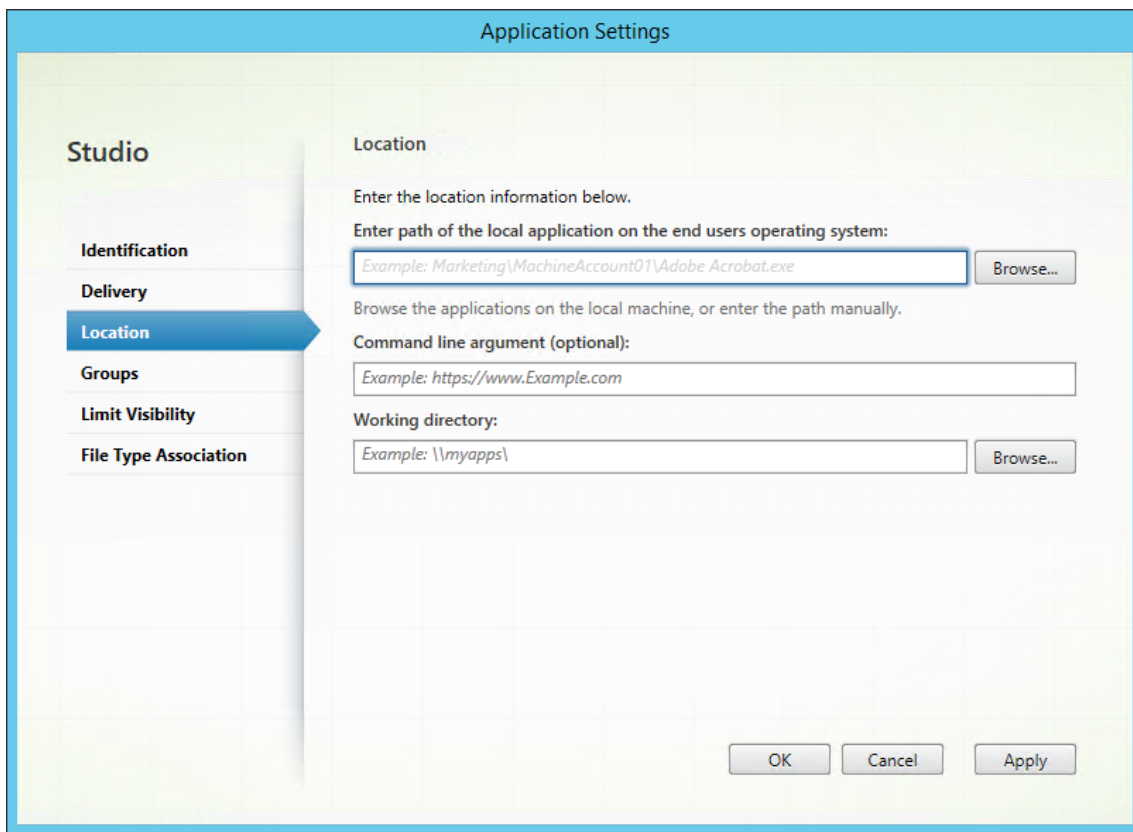 Application Settings
Studio
Identification
Delivery
Location
Groups
Limit Visibility
File Type Association
Location
Enter the location information below.
Enter path of the local application on the end users operating system:
Example: Marketing\MachineAccount01\Adobe Acrobat.exe
Browse...
Browse the applications on the local machine, or enter the path manually.
Command line argument (optional):
Example: https://www.Example.com
Working directory:
Example: \\myapps\
Browse...
OK
Cancel
Apply